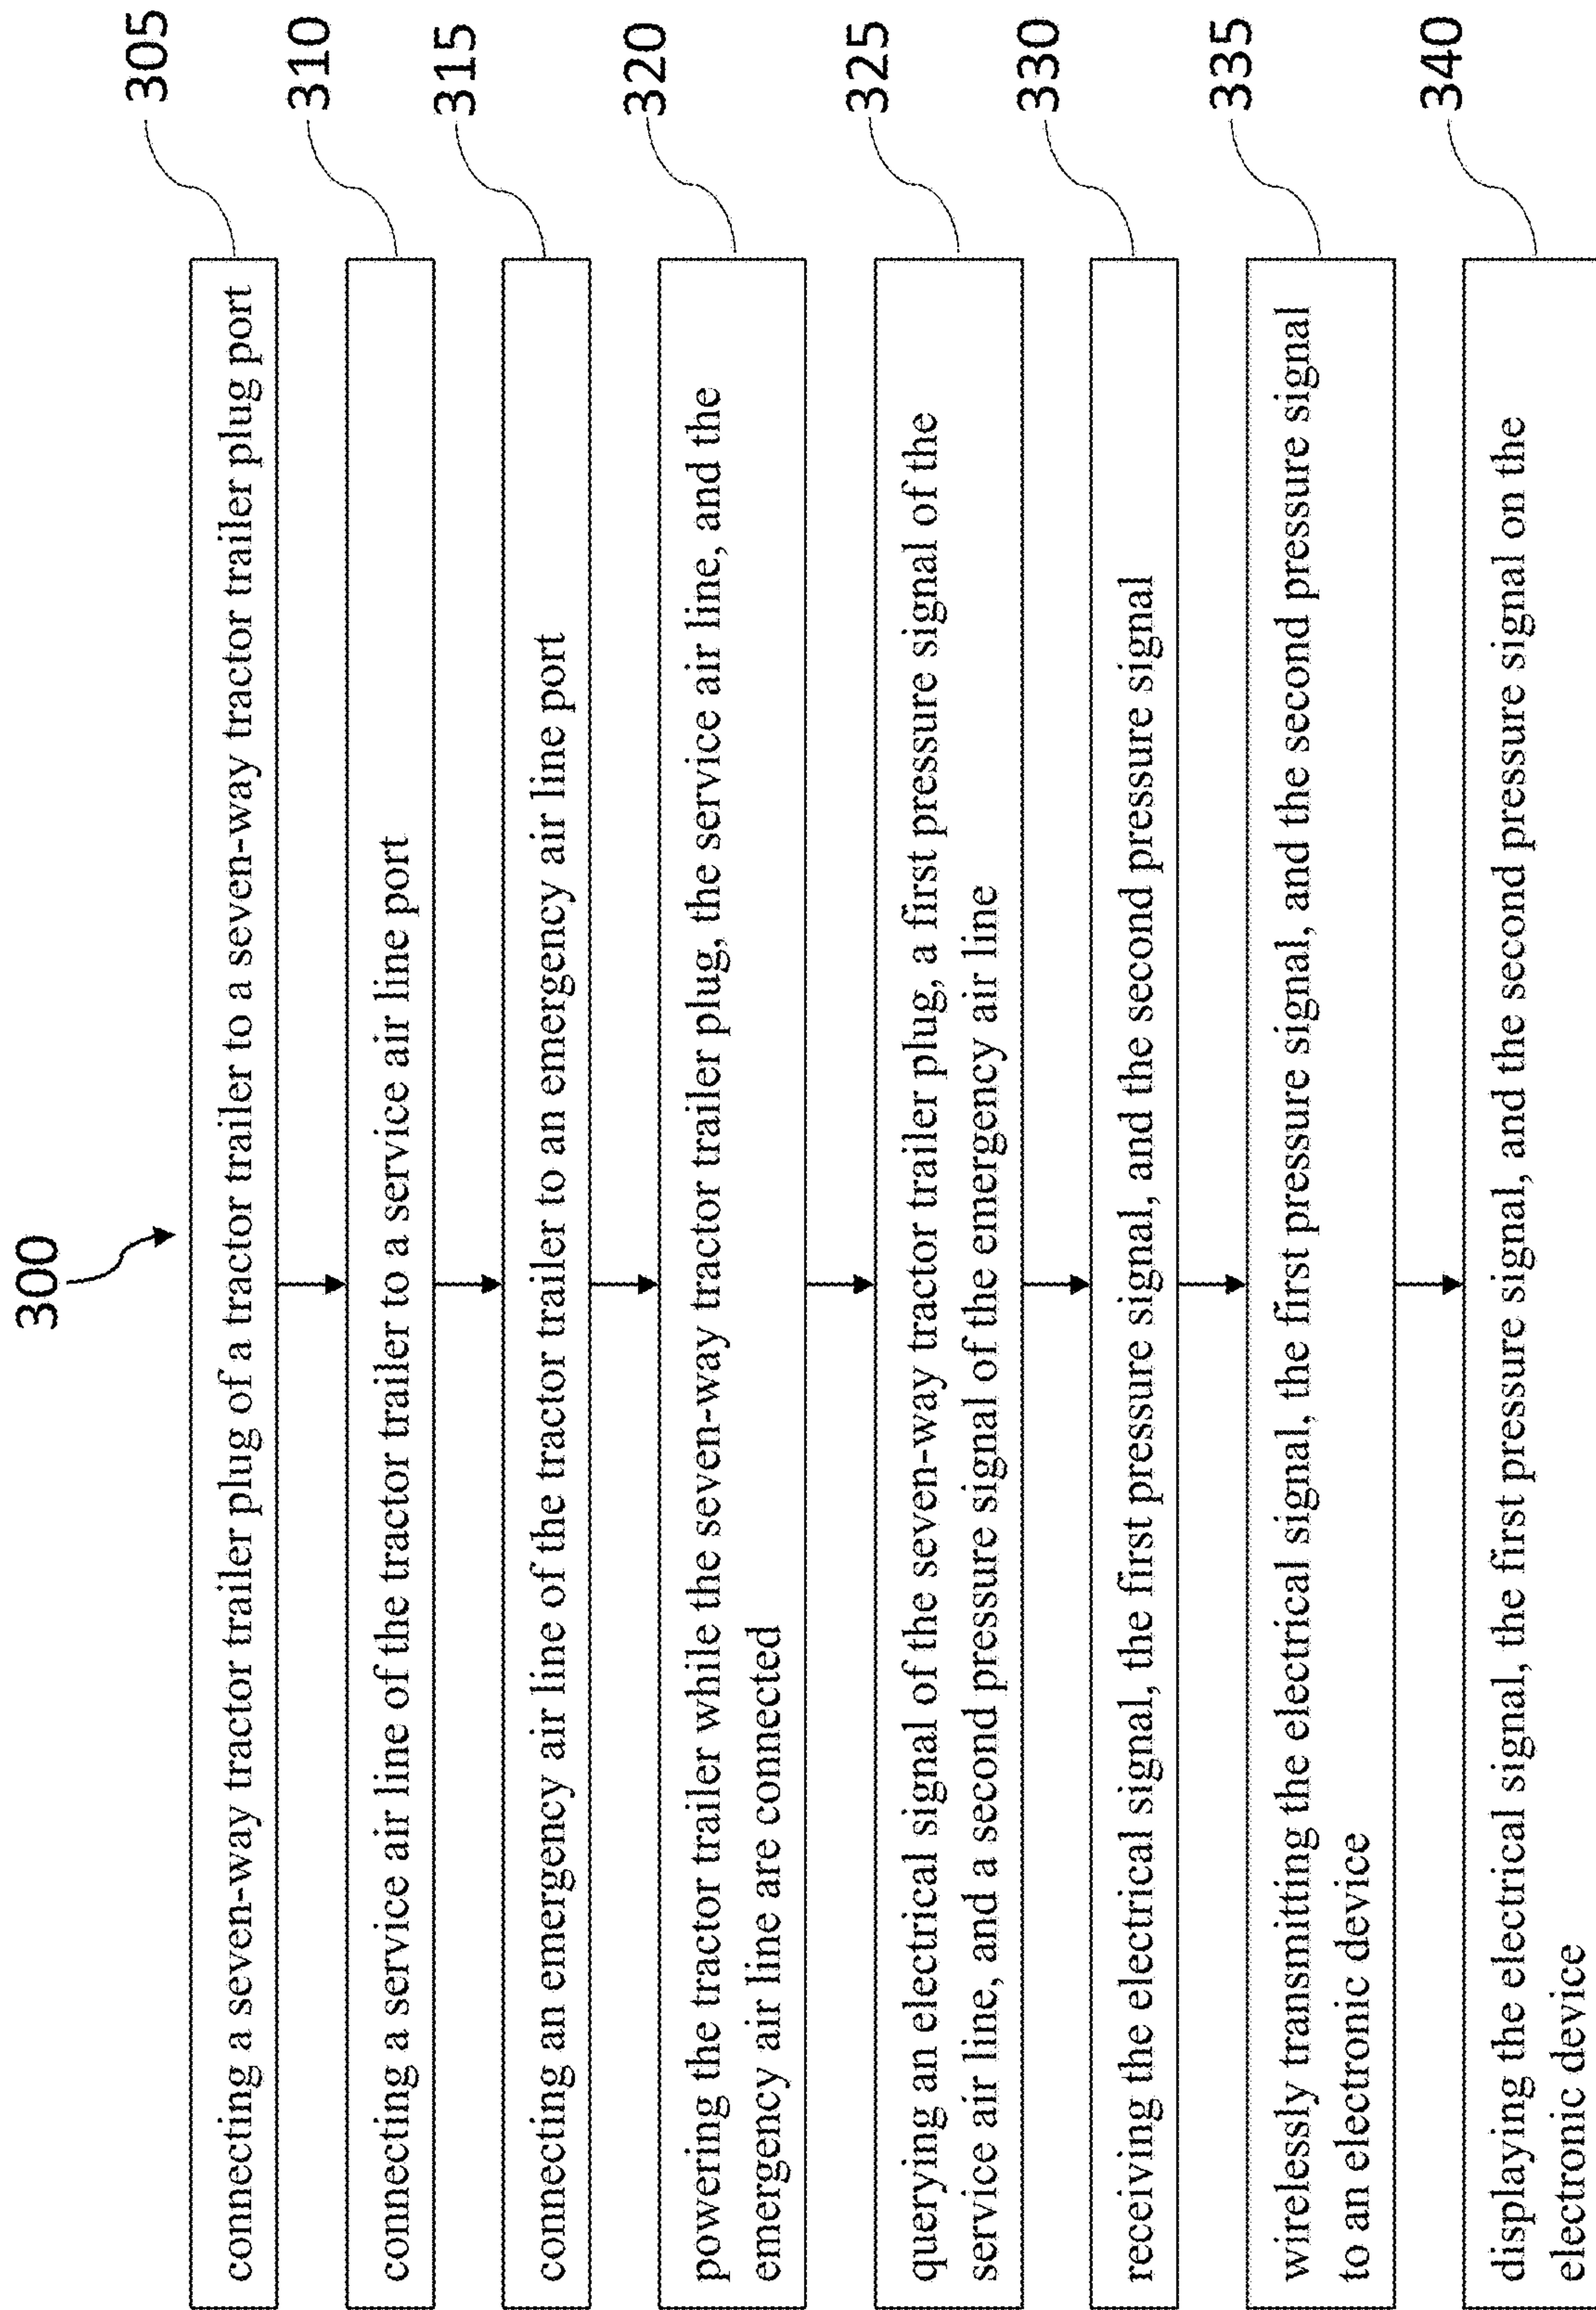 300
connecting a seven-way tractor trailer plug of a tractor trailer to a seven-way tractor trailer plug port
305
connecting a service air line of the tractor trailer to a service air line port
310
connecting an emergency air line of the tractor trailer to an emergency air line port
315
powering the tractor trailer while the seven-way tractor trailer plug, the service air line, and the
emergency air line are connected
320
querying an electrical signal of the seven-way tractor trailer plug, a first pressure signal of the
service air line, and a second pressure signal of the emergency air line
325
receiving the electrical signal, the first pressure signal, and the second pressure signal
330
wirelessly transmitting the electrical signal, the first pressure signal, and the second pressure signal
to an electronic device
335
displaying the electrical signal, the first pressure signal, and the second pressure signal on the
electronic device
340